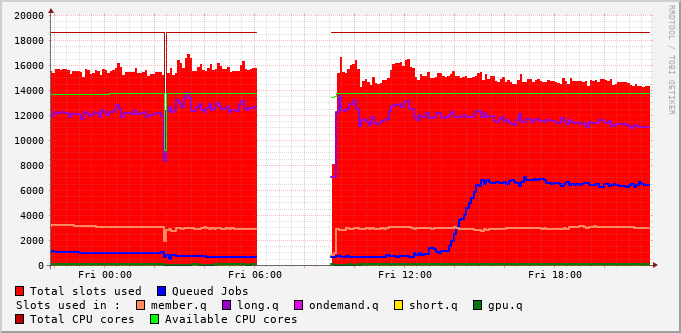 20000
18000
16000
14000
12000
10000
8000
6000
4000
2000
0
Fri 00:00 Fri 06:00 Fri 12:00 Fri 18:00
RRDTOOL / TOBI OETIKER
Total slots used Queued Jobs
Slots used in : member.q long.q ondemand.q short.q gpu.q
Total CPU cores Available CPU cores